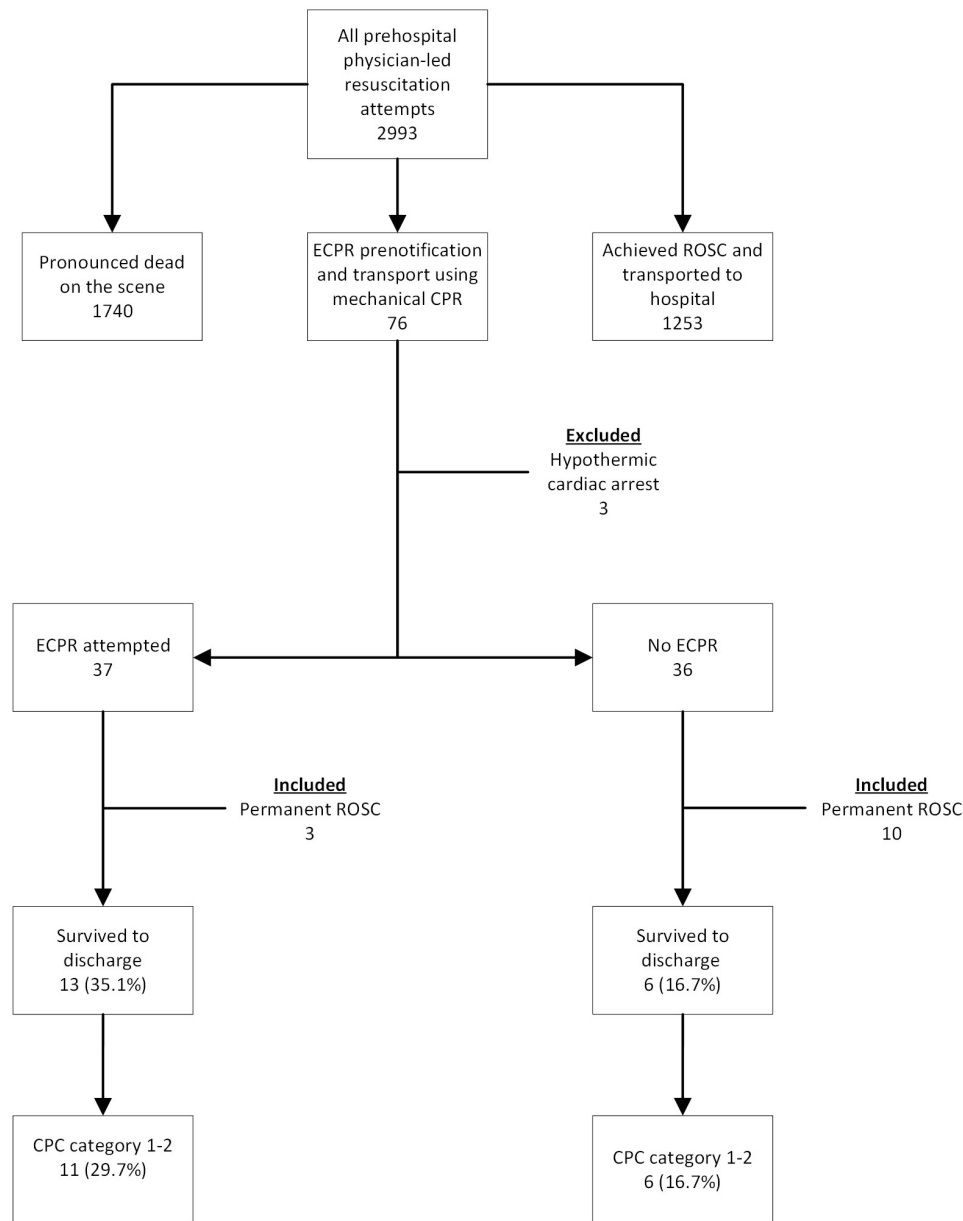 All prehospital
physician-led
resuscitation
attempts
2993
Pronounced dead
on the scene
1740
ECPR prenotification
and transport using
mechanical CPR
76
Achieved ROSC and
transported to
hospital
1253
Excluded
Hypothermic
cardiac arrest
3
ECPR attempted
37
No ECPR
36
Included
Permanent ROSC
3
Included
Permanent ROSC
10
Survived to
discharge
13 (35.1%)
Survived to
discharge
6 (16.7%)
CPC category 1-2
11 (29.7%)
CPC category 1-2
6 (16.7%)